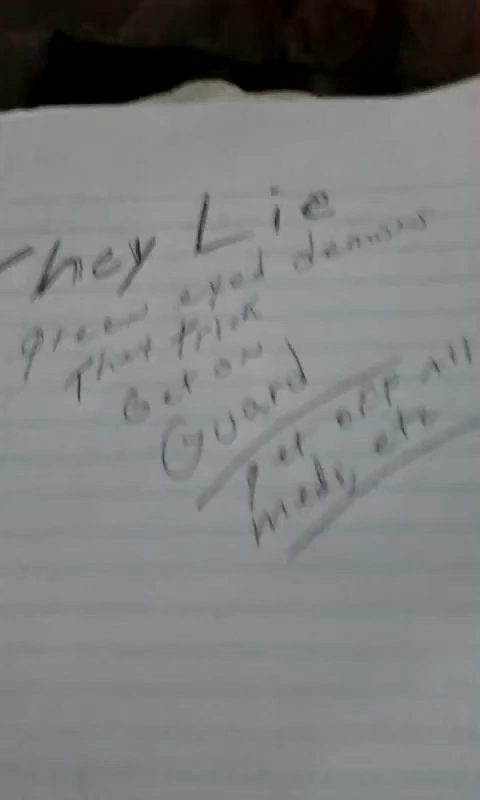 They Lie
green eyed demons
That trick
Get on
Guard
get off all
meds, etc